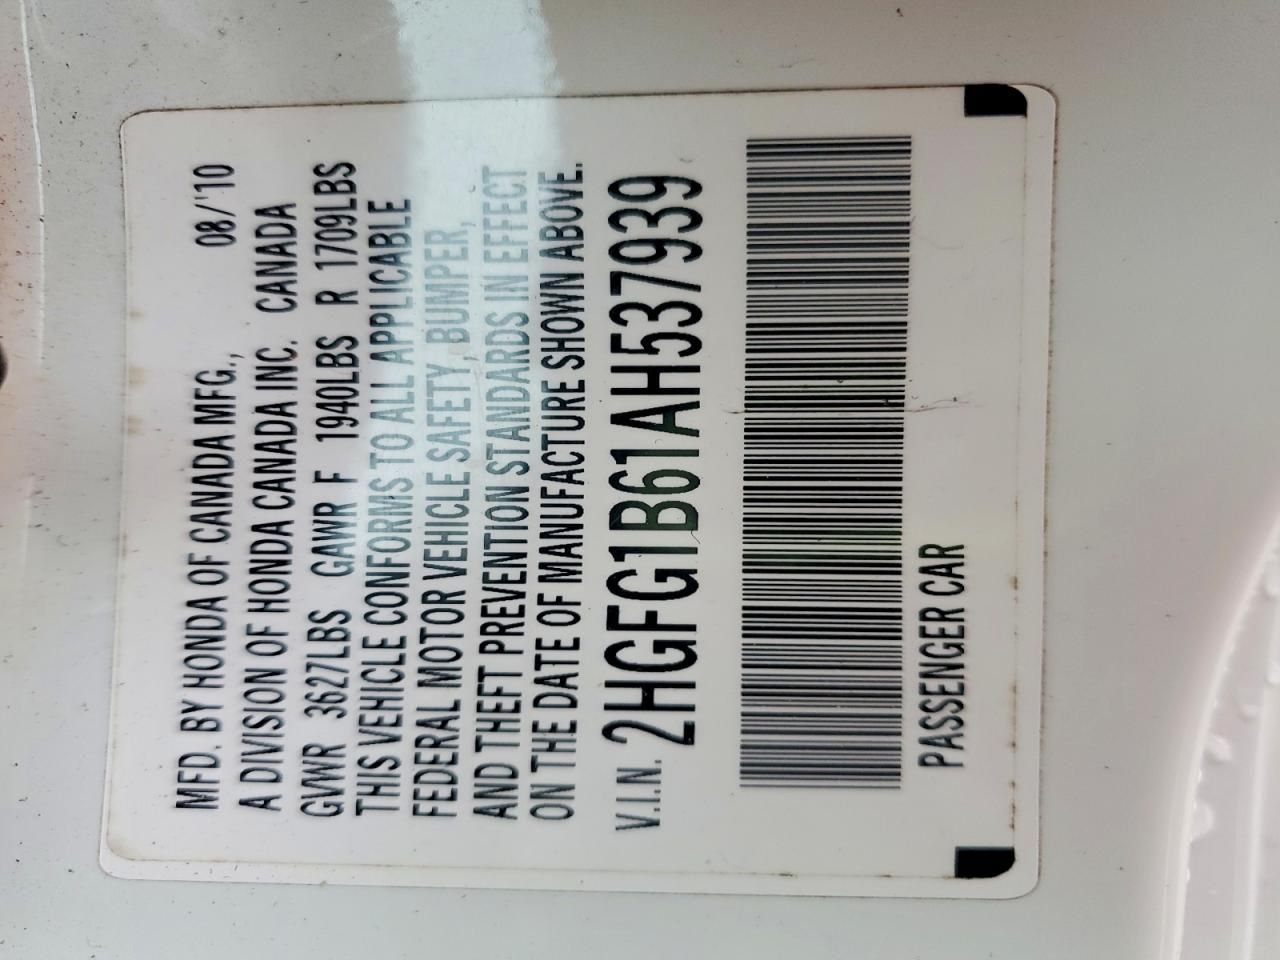 MFD. BY HONDA OF CANADA MFG., 08/'10
A DIVISION OF HONDA CANADA INC. CANADA
GVWR 3627LBS GAWR F 1940LBS R 1709LBS
THIS VEHICLE CONFORMS TO ALL APPLICABLE
FEDERAL MOTOR VEHICLE SAFETY, BUMPER,
AND THEFT PREVENTION STANDARDS IN EFFECT
ON THE DATE OF MANUFACTURE SHOWN ABOVE.
V.I.N. 2HGFG1B61AH537939
PASSENGER CAR